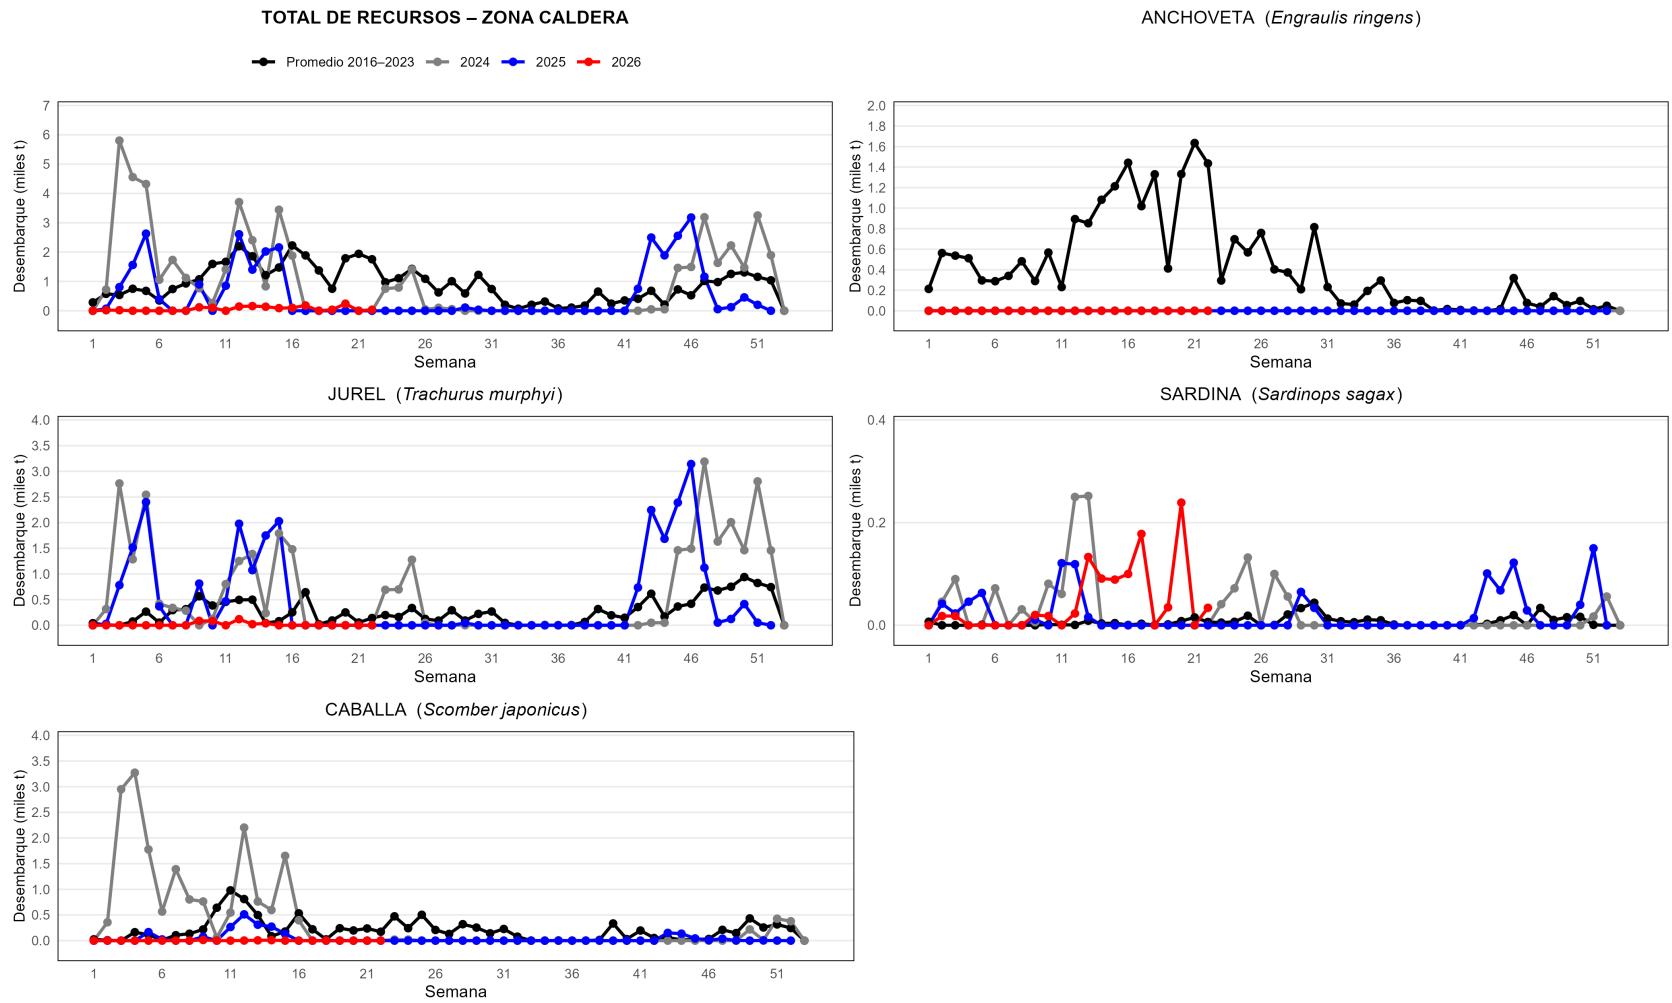 TOTAL DE RECURSOS – ZONA CALDERA
Promedio 2016–2023 2024 2025 2026
Desembarque (miles t)
7
6
5
4
3
2
1
0
1 6 11 16 21 26 31 36 41 46 51
Semana
ANCHOVETA (Engraulis ringens)
Desembarque (miles t)
2.0
1.8
1.6
1.4
1.2
1.0
0.8
0.6
0.4
0.2
0.0
1 6 11 16 21 26 31 36 41 46 51
Semana
JUREL (Trachurus murphyi)
Desembarque (miles t)
4.0
3.5
3.0
2.5
2.0
1.5
1.0
0.5
0.0
1 6 11 16 21 26 31 36 41 46 51
Semana
SARDINA (Sardinops sagax)
Desembarque (miles t)
0.4
0.2
0.0
1 6 11 16 21 26 31 36 41 46 51
Semana
CABALLA (Scomber japonicus)
Desembarque (miles t)
4.0
3.5
3.0
2.5
2.0
1.5
1.0
0.5
0.0
1 6 11 16 21 26 31 36 41 46 51
Semana